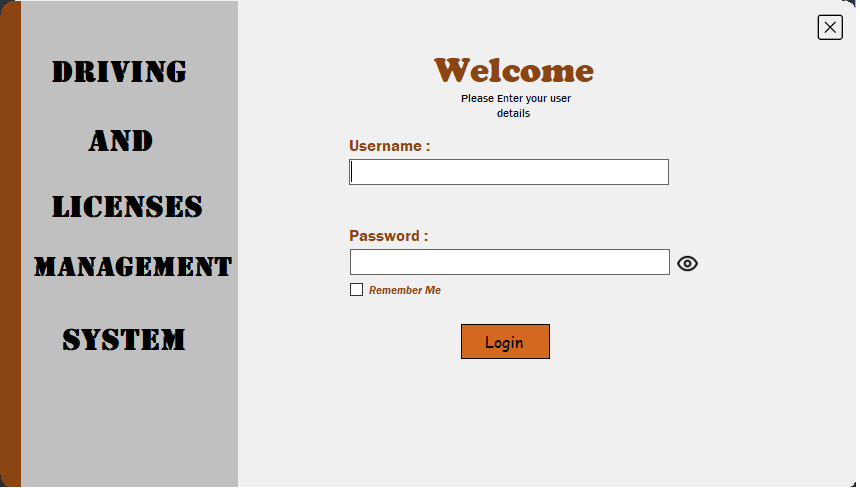 DRIVING
AND
LICENSES
MANAGEMENT
SYSTEM
Welcome
Please Enter your user
details
Username :
Password :
Remember Me
Login